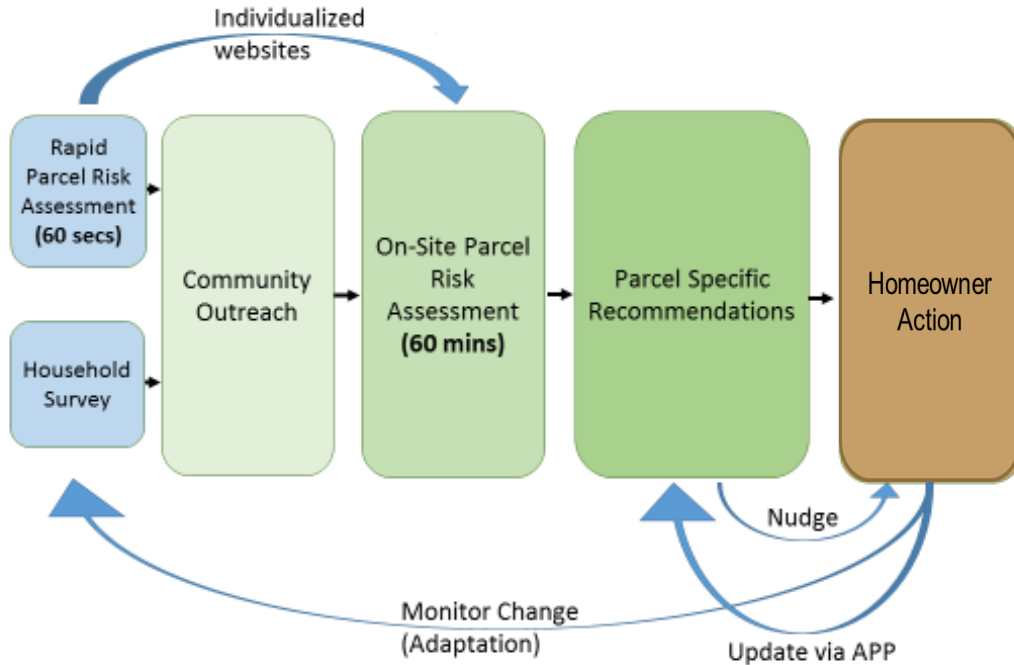 Individualized
websites
Rapid
Parcel Risk
Assessment
(60 secs)
Household
Survey
Community
Outreach
On-Site Parcel
Risk
Assessment
(60 mins)
Parcel Specific
Recommendations
Homeowner
Action
Nudge
Monitor Change
(Adaptation)
Update via APP